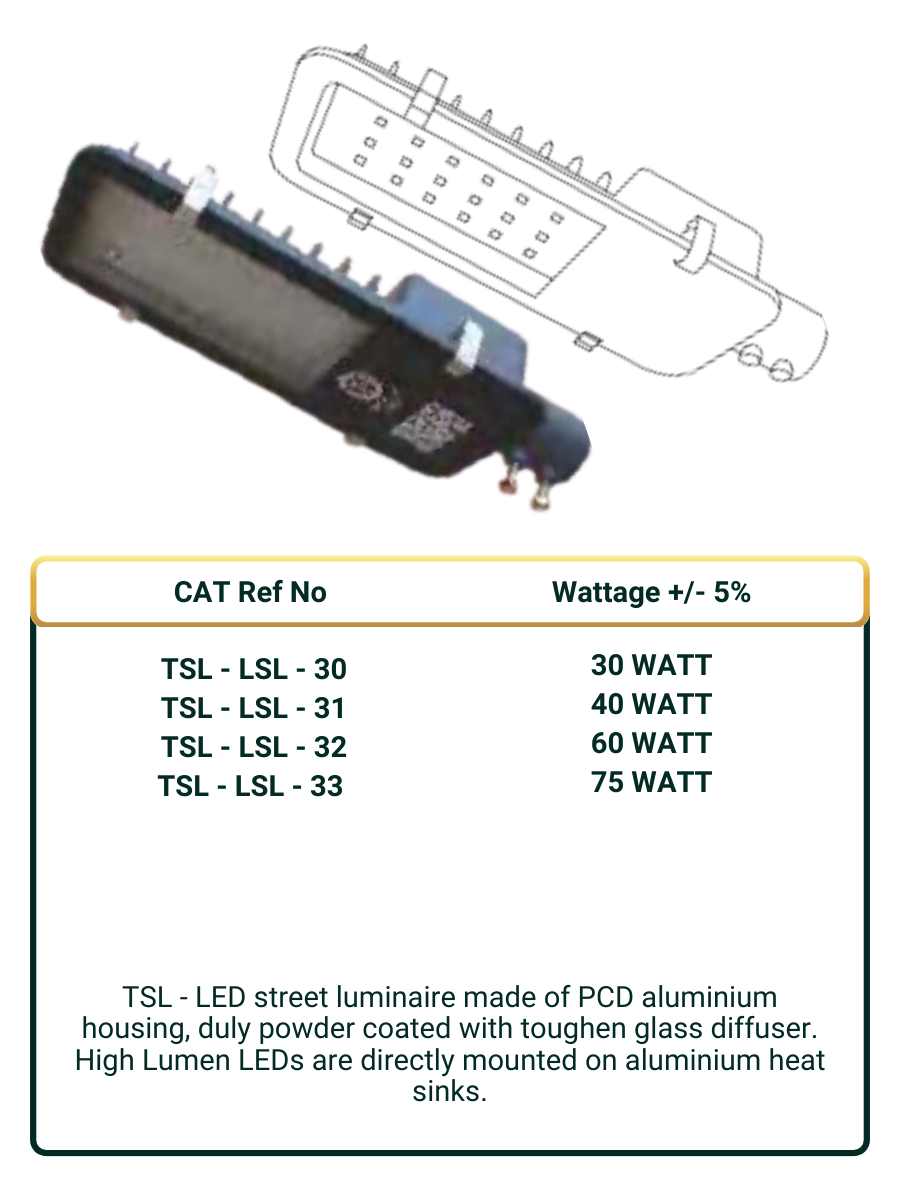 CAT Ref No Wattage +/- 5%
TSL - LSL - 30 30 WATT
TSL - LSL - 31 40 WATT
TSL - LSL - 32 60 WATT
TSL - LSL - 33 75 WATT
TSL - LED street luminaire made of PCD aluminium
housing, duly powder coated with toughen glass diffuser.
High Lumen LEDs are directly mounted on aluminium heat
sinks.